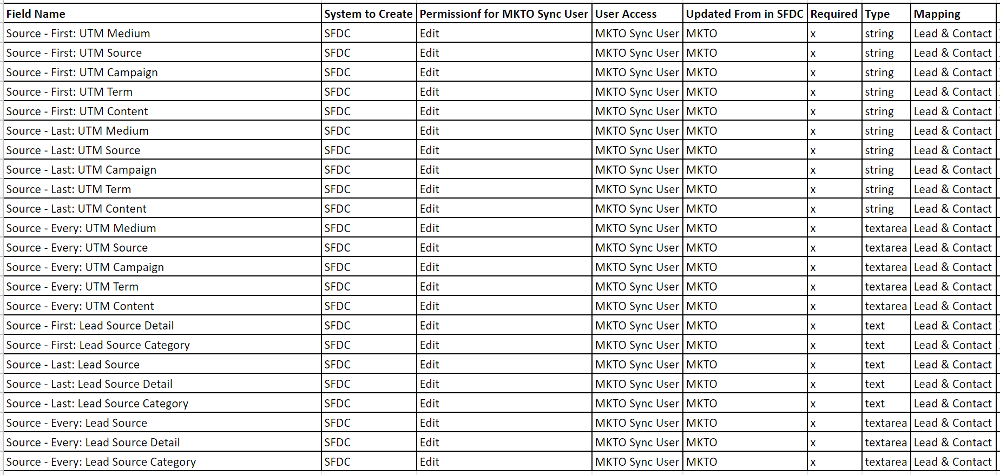 Field Name System to Create Permissionf for MKTO Sync User User Access Updated From in SFDC Required Type Mapping
Source - First: UTM Medium SFDC Edit MKTO Sync User MKTO x string Lead & Contact
Source - First: UTM Source SFDC Edit MKTO Sync User MKTO x string Lead & Contact
Source - First: UTM Campaign SFDC Edit MKTO Sync User MKTO x string Lead & Contact
Source - First: UTM Term SFDC Edit MKTO Sync User MKTO x string Lead & Contact
Source - First: UTM Content SFDC Edit MKTO Sync User MKTO x string Lead & Contact
Source - Last: UTM Medium SFDC Edit MKTO Sync User MKTO x string Lead & Contact
Source - Last: UTM Source SFDC Edit MKTO Sync User MKTO x string Lead & Contact
Source - Last: UTM Campaign SFDC Edit MKTO Sync User MKTO x string Lead & Contact
Source - Last: UTM Term SFDC Edit MKTO Sync User MKTO x string Lead & Contact
Source - Last: UTM Content SFDC Edit MKTO Sync User MKTO x string Lead & Contact
Source - Every: UTM Medium SFDC Edit MKTO Sync User MKTO x textarea Lead & Contact
Source - Every: UTM Source SFDC Edit MKTO Sync User MKTO x textarea Lead & Contact
Source - Every: UTM Campaign SFDC Edit MKTO Sync User MKTO x textarea Lead & Contact
Source - Every: UTM Term SFDC Edit MKTO Sync User MKTO x textarea Lead & Contact
Source - Every: UTM Content SFDC Edit MKTO Sync User MKTO x textarea Lead & Contact
Source - First: Lead Source Detail SFDC Edit MKTO Sync User MKTO x text Lead & Contact
Source - First: Lead Source Category SFDC Edit MKTO Sync User MKTO x text Lead & Contact
Source - Last: Lead Source SFDC Edit MKTO Sync User MKTO x text Lead & Contact
Source - Last: Lead Source Detail SFDC Edit MKTO Sync User MKTO x text Lead & Contact
Source - Last: Lead Source Category SFDC Edit MKTO Sync User MKTO x text Lead & Contact
Source - Every: Lead Source SFDC Edit MKTO Sync User MKTO x textarea Lead & Contact
Source - Every: Lead Source Detail SFDC Edit MKTO Sync User MKTO x textarea Lead & Contact
Source - Every: Lead Source Category SFDC Edit MKTO Sync User MKTO x textarea Lead & Contact